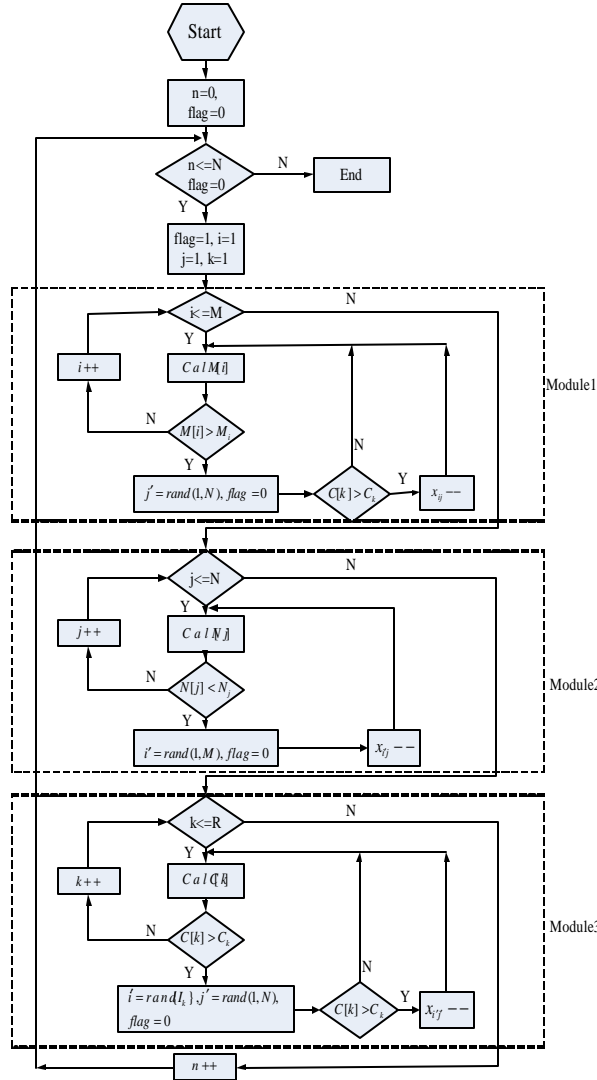 Start
n=0,
flag=0
n<=N
flag=0
N
End
Y
flag=1, i=1
j=1, k=1
i<=M
N
Y
i++
CalM[i]
Module1
N
M[i]>M_i
N
Y
j′=rand(1,N), flag=0
C[k]>C_k
Y
x_ij--
j<=N
N
Y
j++
CalN[j]
N
N[j]<N_j
Module2
Y
i′=rand(1,M), flag=0
x_i′j--
k<=R
N
Y
k++
CalC[k]
N
C[k]>C_k
Module3
Y
N
i′=rand{I_k},j′=rand(1,N),
flag=0
C[k]>C_k
Y
x_i′j′--
n++